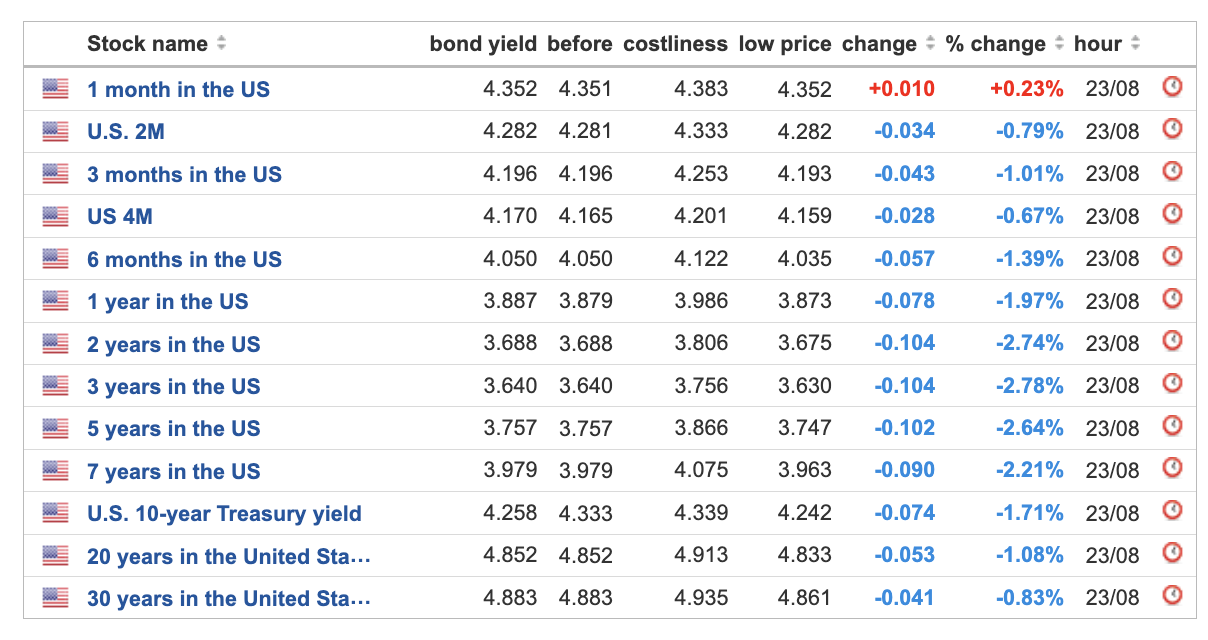 Stock name bond yield before costliness low price change % change hour
1 month in the US 4.352 4.351 4.383 4.352 +0.010 +0.23% 23/08
U.S. 2M 4.282 4.281 4.333 4.282 -0.034 -0.79% 23/08
3 months in the US 4.196 4.196 4.253 4.193 -0.043 -1.01% 23/08
US 4M 4.170 4.165 4.201 4.159 -0.028 -0.67% 23/08
6 months in the US 4.050 4.050 4.122 4.035 -0.057 -1.39% 23/08
1 year in the US 3.887 3.879 3.986 3.873 -0.078 -1.97% 23/08
2 years in the US 3.688 3.688 3.806 3.675 -0.104 -2.74% 23/08
3 years in the US 3.640 3.640 3.756 3.630 -0.104 -2.78% 23/08
5 years in the US 3.757 3.757 3.866 3.747 -0.102 -2.64% 23/08
7 years in the US 3.979 3.979 4.075 3.963 -0.090 -2.21% 23/08
U.S. 10-year Treasury yield 4.258 4.333 4.339 4.242 -0.074 -1.71% 23/08
20 years in the United Sta... 4.852 4.852 4.913 4.833 -0.053 -1.08% 23/08
30 years in the United Sta... 4.883 4.883 4.935 4.861 -0.041 -0.83% 23/08